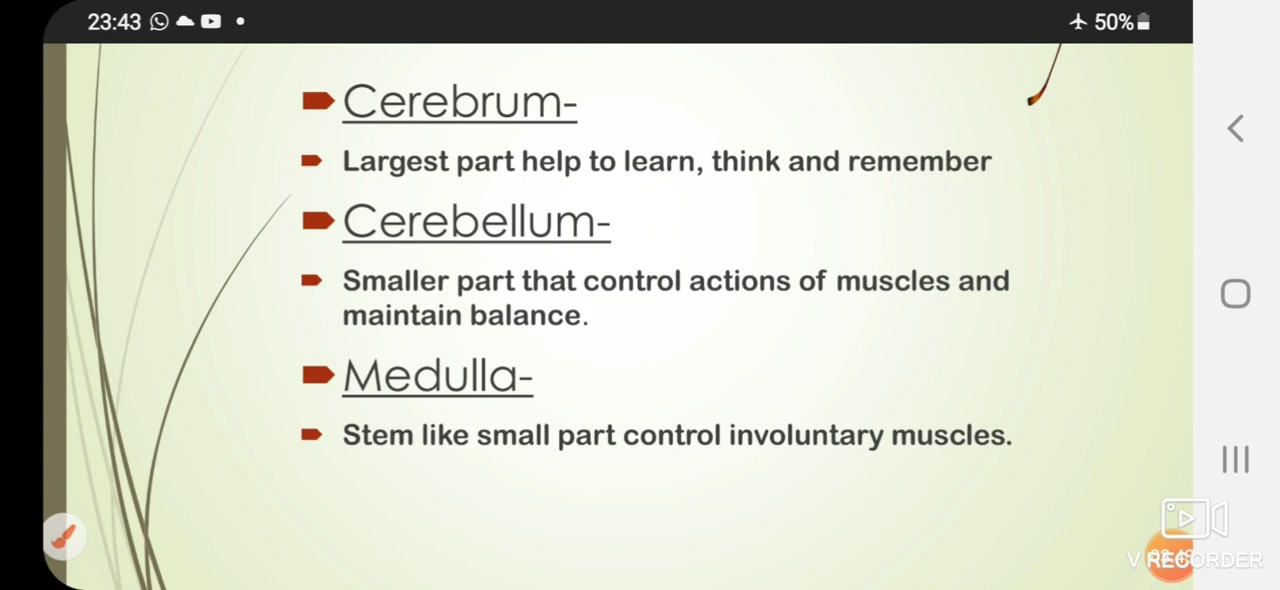 23:43 50%
Cerebrum-
Largest part help to learn, think and remember
Cerebellum-
Smaller part that control actions of muscles and
maintain balance.
Medulla-
Stem like small part control involuntary muscles.
V RECORDER